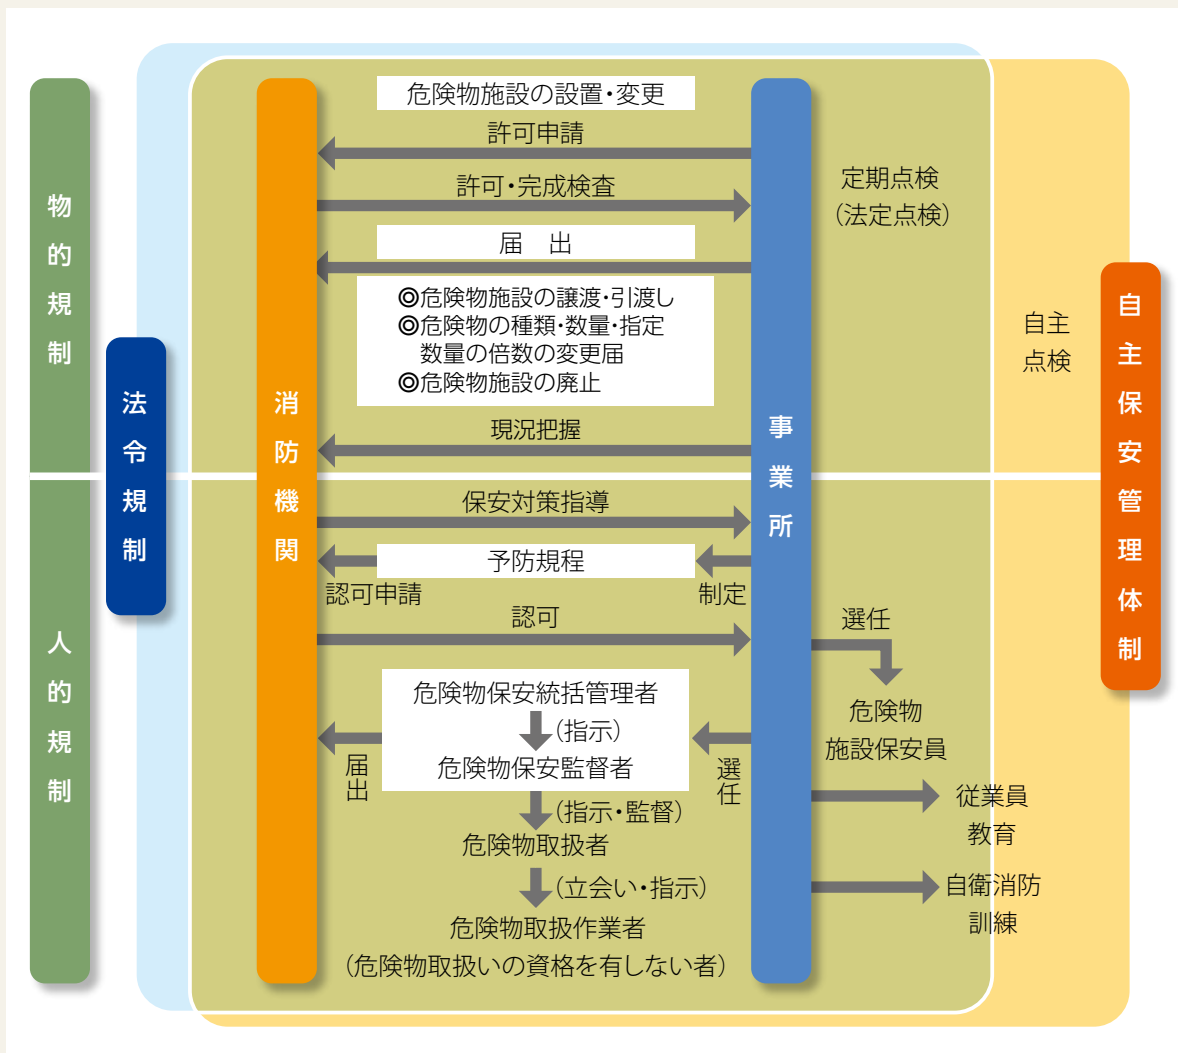 物的規制
人的規制
法令規制
消防機関
事業所
自主保安管理体制
危険物施設の設置・変更
許可申請
許可・完成検査
届　出
◎危険物施設の譲渡・引渡し
◎危険物の種類・数量・指定
数量の倍数の変更届
◎危険物施設の廃止
現況把握
定期点検
（法定点検）
自主
点検
保安対策指導
予防規程
認可申請
制定
認可
選任
危険物
施設保安員
危険物保安統括管理者
(指示)
危険物保安監督者
届出
選任
(指示・監督)
危険物取扱者
(立会い・指示)
危険物取扱作業者
(危険物取扱いの資格を有しない者)
従業員
教育
自衛消防
訓練